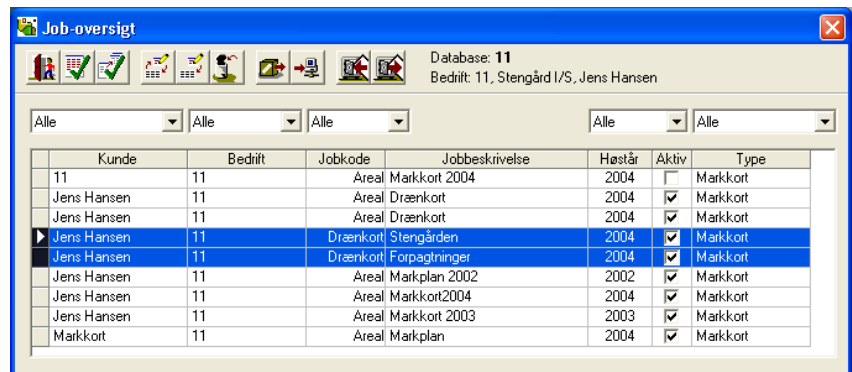 Job-oversigt
Database: 11
Bedrift: 11, Stengård I/S, Jens Hansen
Alle Alle Alle Alle Alle
Kunde Bedrift Jobkode Jobbeskrivelse Høstår Aktiv Type
11 11 Areal Markkort 2004 2004 Markkort
Jens Hansen 11 Areal Drænkort 2004 Markkort
Jens Hansen 11 Areal Drænkort 2004 Markkort
Jens Hansen 11 Drænkort Stengården 2004 Markkort
Jens Hansen 11 Drænkort Forpagtninger 2004 Markkort
Jens Hansen 11 Areal Markplan 2002 2002 Markkort
Jens Hansen 11 Areal Markkort2004 2004 Markkort
Jens Hansen 11 Areal Markkort 2003 2003 Markkort
Markkort 11 Areal Markplan 2004 Markkort